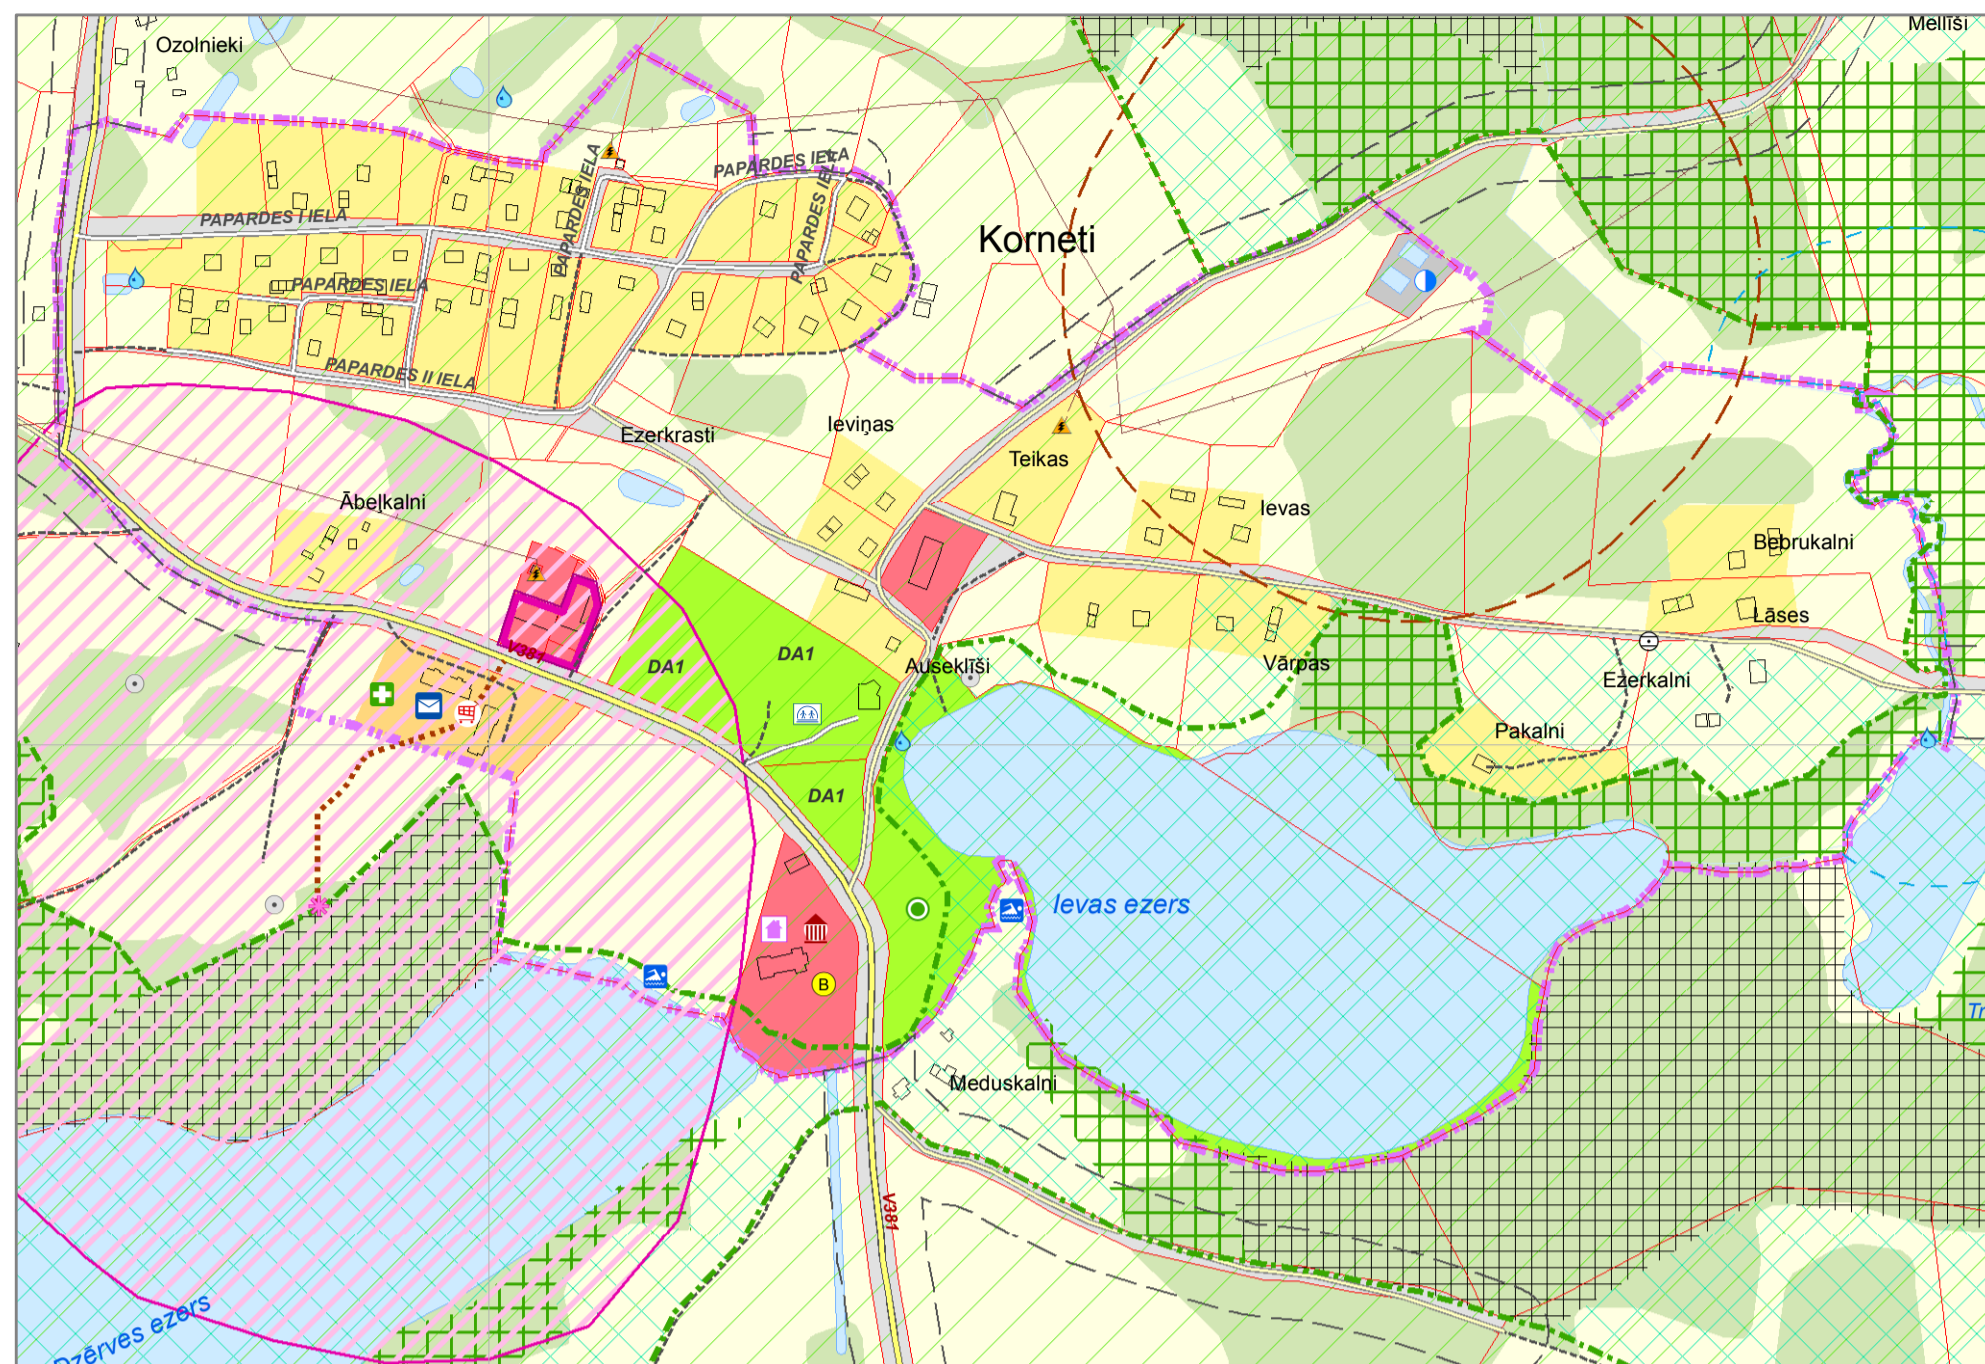 Mellīši
Ozolnieki
PAPARDES IELA
PAPARDES IELA
PAPARDES IELA
PAPARDES I IELA
Korneti
PAPARDES IELA
PAPARDES II IELA
Ieviņas
Ezerkrasti
Teikas
Ābeļkalni
Ievas
Bebrukalni
Lāses
V381
DA1
DA1
Auseklīši
Vārpas
Ezerkalni
Pakalni
DA1
Ievas ezers
B
Meduskalni
V381
Dzērves ezers